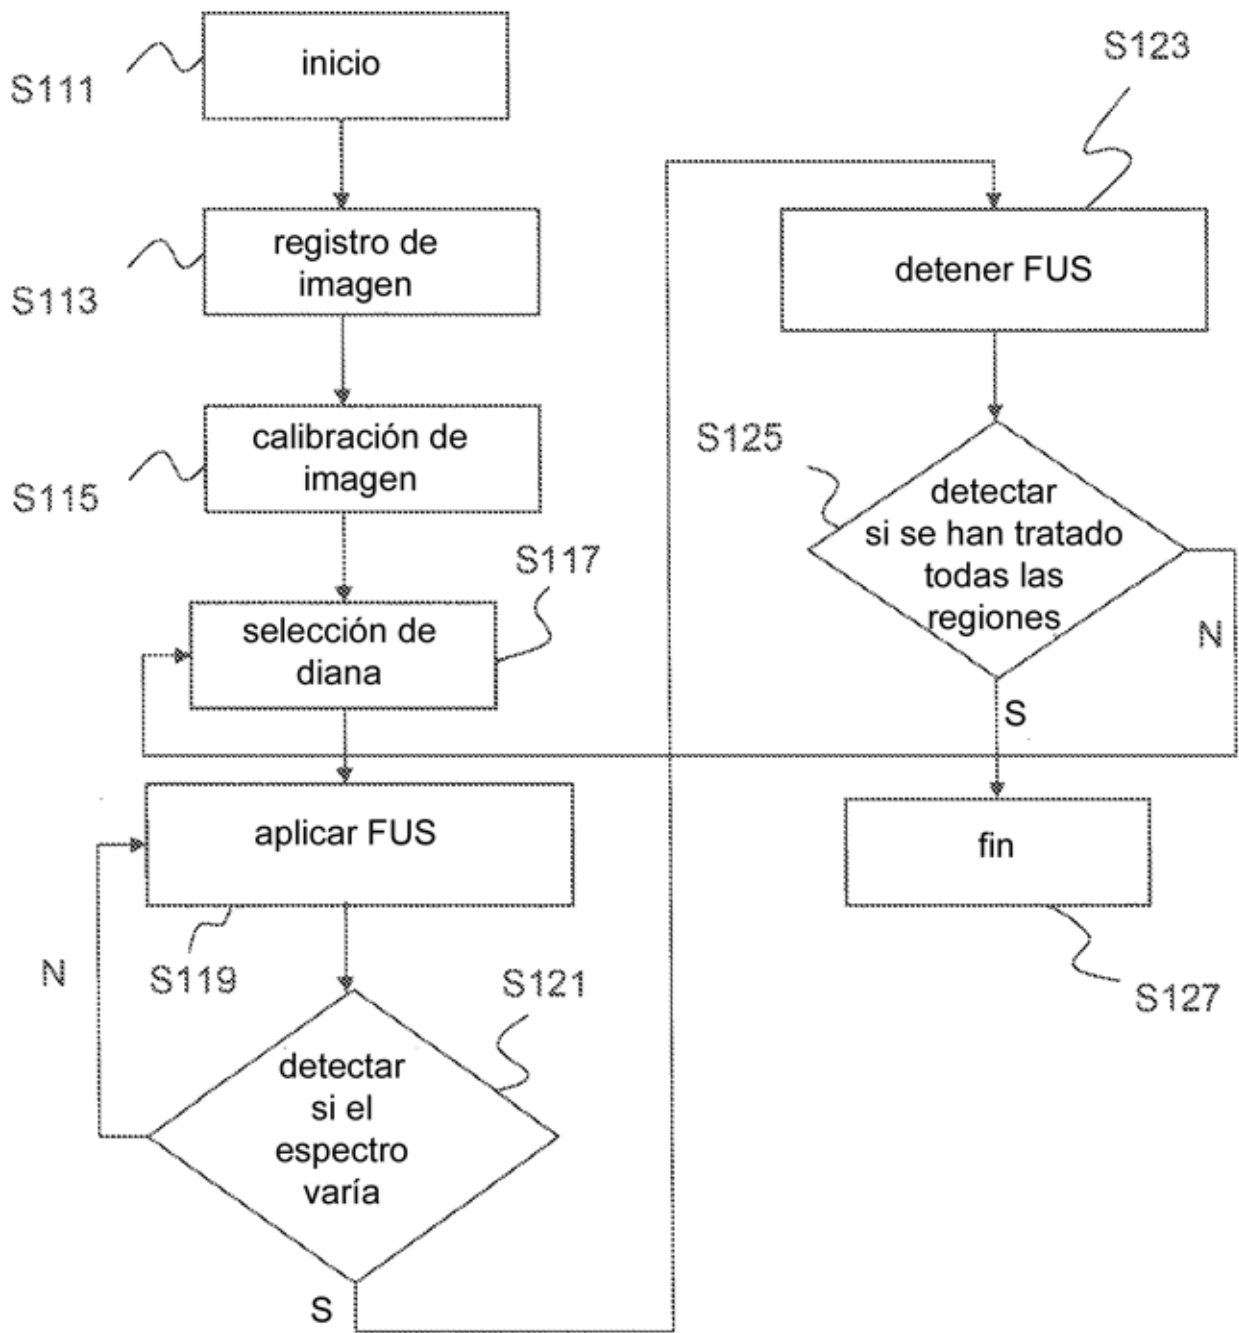 S111
inicio
S113
registro de
imagen
S115
calibración de
imagen
S117
selección de
diana
aplicar FUS
S119
N
S121
detectar
si el
espectro
varía
S
S123
detener FUS
S125
detectar
si se han tratado
todas las
regiones
N
S
fin
S127